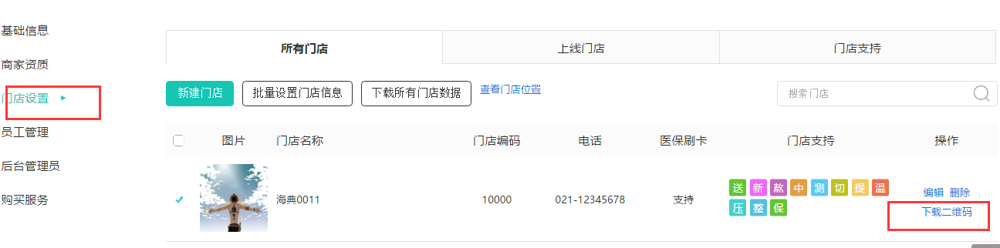 基础信息
商家资质
门店设置
员工管理
后台管理员
购买服务
所有门店 上线门店 门店支持
新建门店 批量设置门店信息 下载所有门店数据 查看门店位置 搜索门店
图片 门店名称 门店编码 电话 医保刷卡 门店支持 操作
海典0011 10000 021-12345678 支持
送 新 熬 中 测 切 提 温
压 整 保
编辑 删除
下载二维码